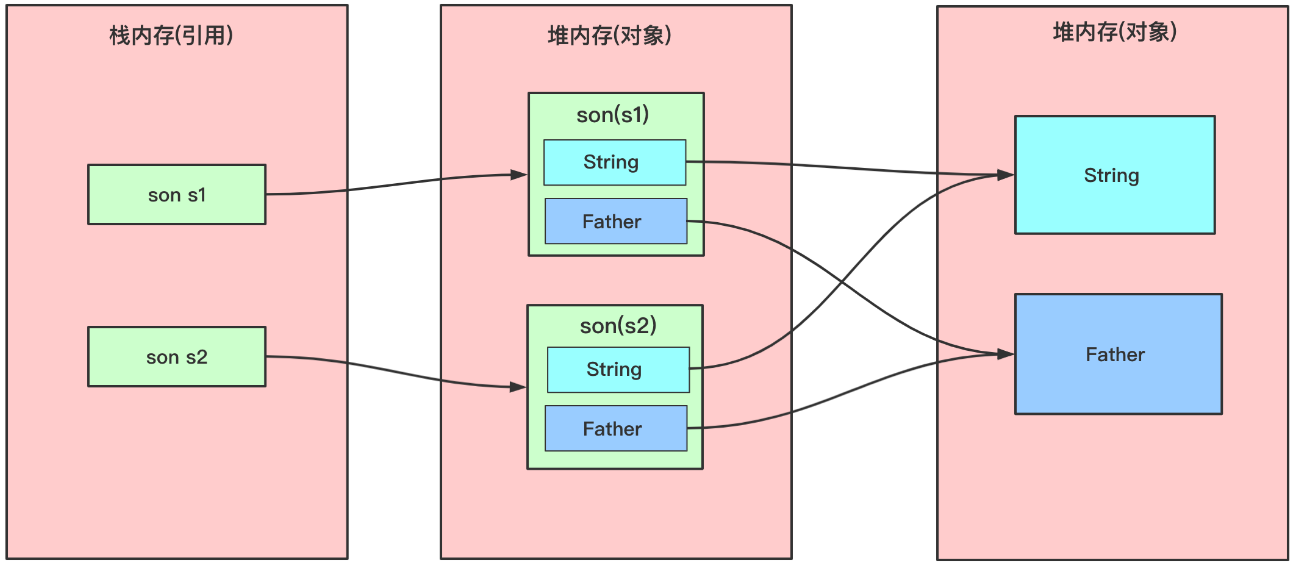 栈内存(引用)
son s1
son s2
堆内存(对象)
son(s1)
String
Father
son(s2)
String
Father
堆内存(对象)
String
Father